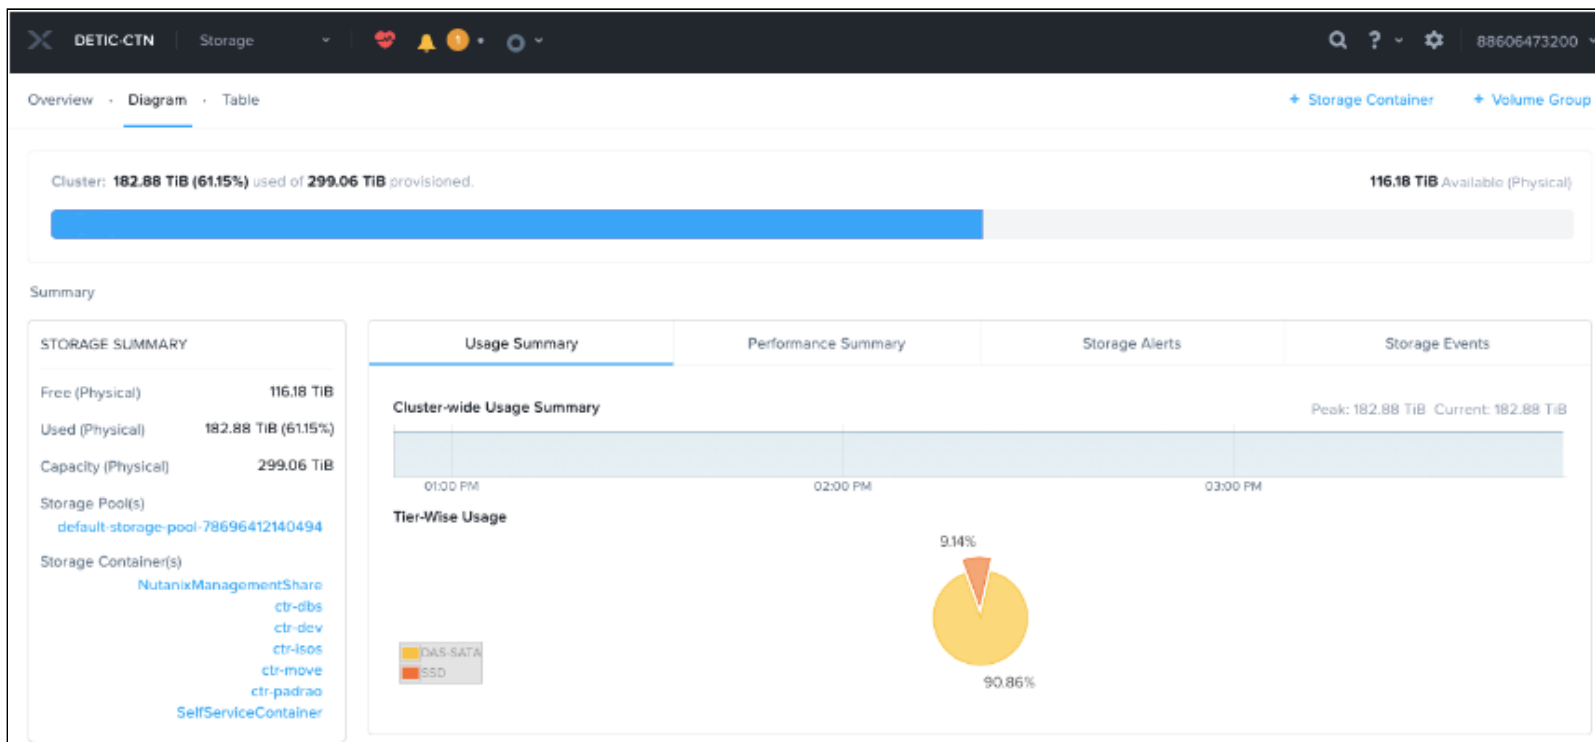 DETIC-CTN Storage 1 ? 88606473200
Overview · Diagram · Table + Storage Container + Volume Group
Cluster: 182.88 TiB (61.15%) used of 299.06 TiB provisioned. 116.18 TiB Available (Physical)
Summary
STORAGE SUMMARY
Free (Physical) 116.18 TiB
Used (Physical) 182.88 TiB (61.15%)
Capacity (Physical) 299.06 TiB
Storage Pool(s)
default-storage-pool-78696412140494
Storage Container(s)
NutanixManagementShare
ctr-dbs
ctr-dev
ctr-isos
ctr-move
ctr-padrao
SelfServiceContainer
Usage Summary Performance Summary Storage Alerts Storage Events
Cluster-wide Usage Summary Peak: 182.88 TiB Current: 182.88 TiB
01:00 PM 02:00 PM 03:00 PM
Tier-Wise Usage
9.14%
DAS-SATA
SSD
90.86%